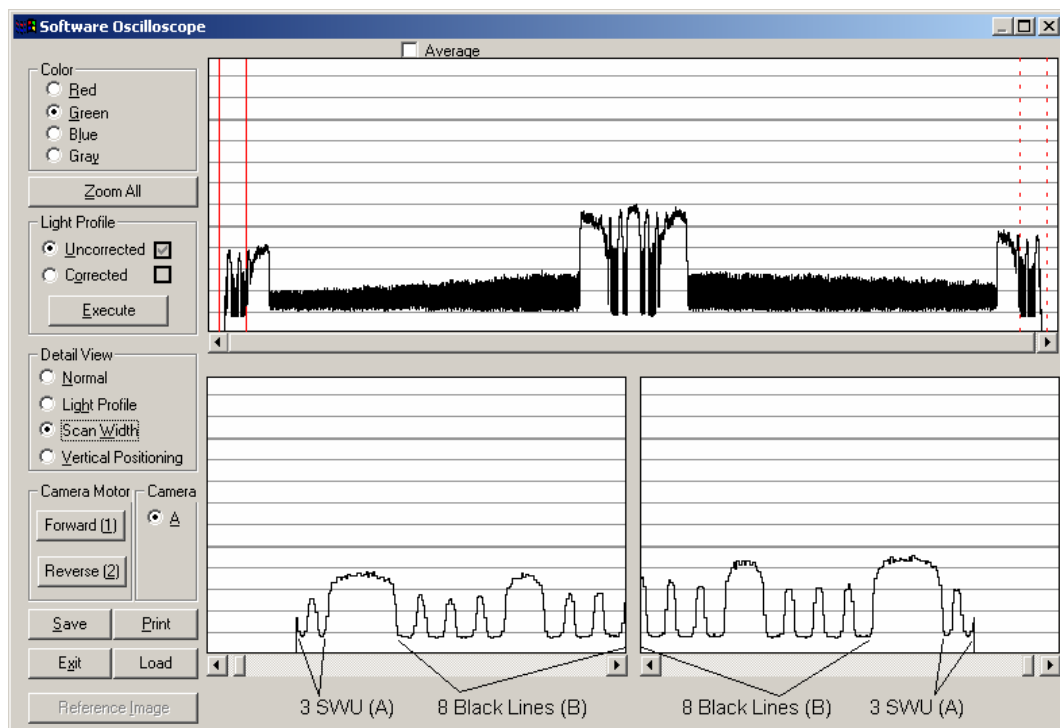 Software Oscilloscope
Average
Color
Red
Green
Blue
Gray
Zoom All
Light Profile
Uncorrected
Corrected
Execute
Detail View
Normal
Light Profile
Scan Width
Vertical Positioning
Camera Motor
Camera
Forward (1)
A
Reverse (2)
Save
Print
Exit
Load
Reference Image
3 SWU (A)
8 Black Lines (B)
8 Black Lines (B)
3 SWU (A)